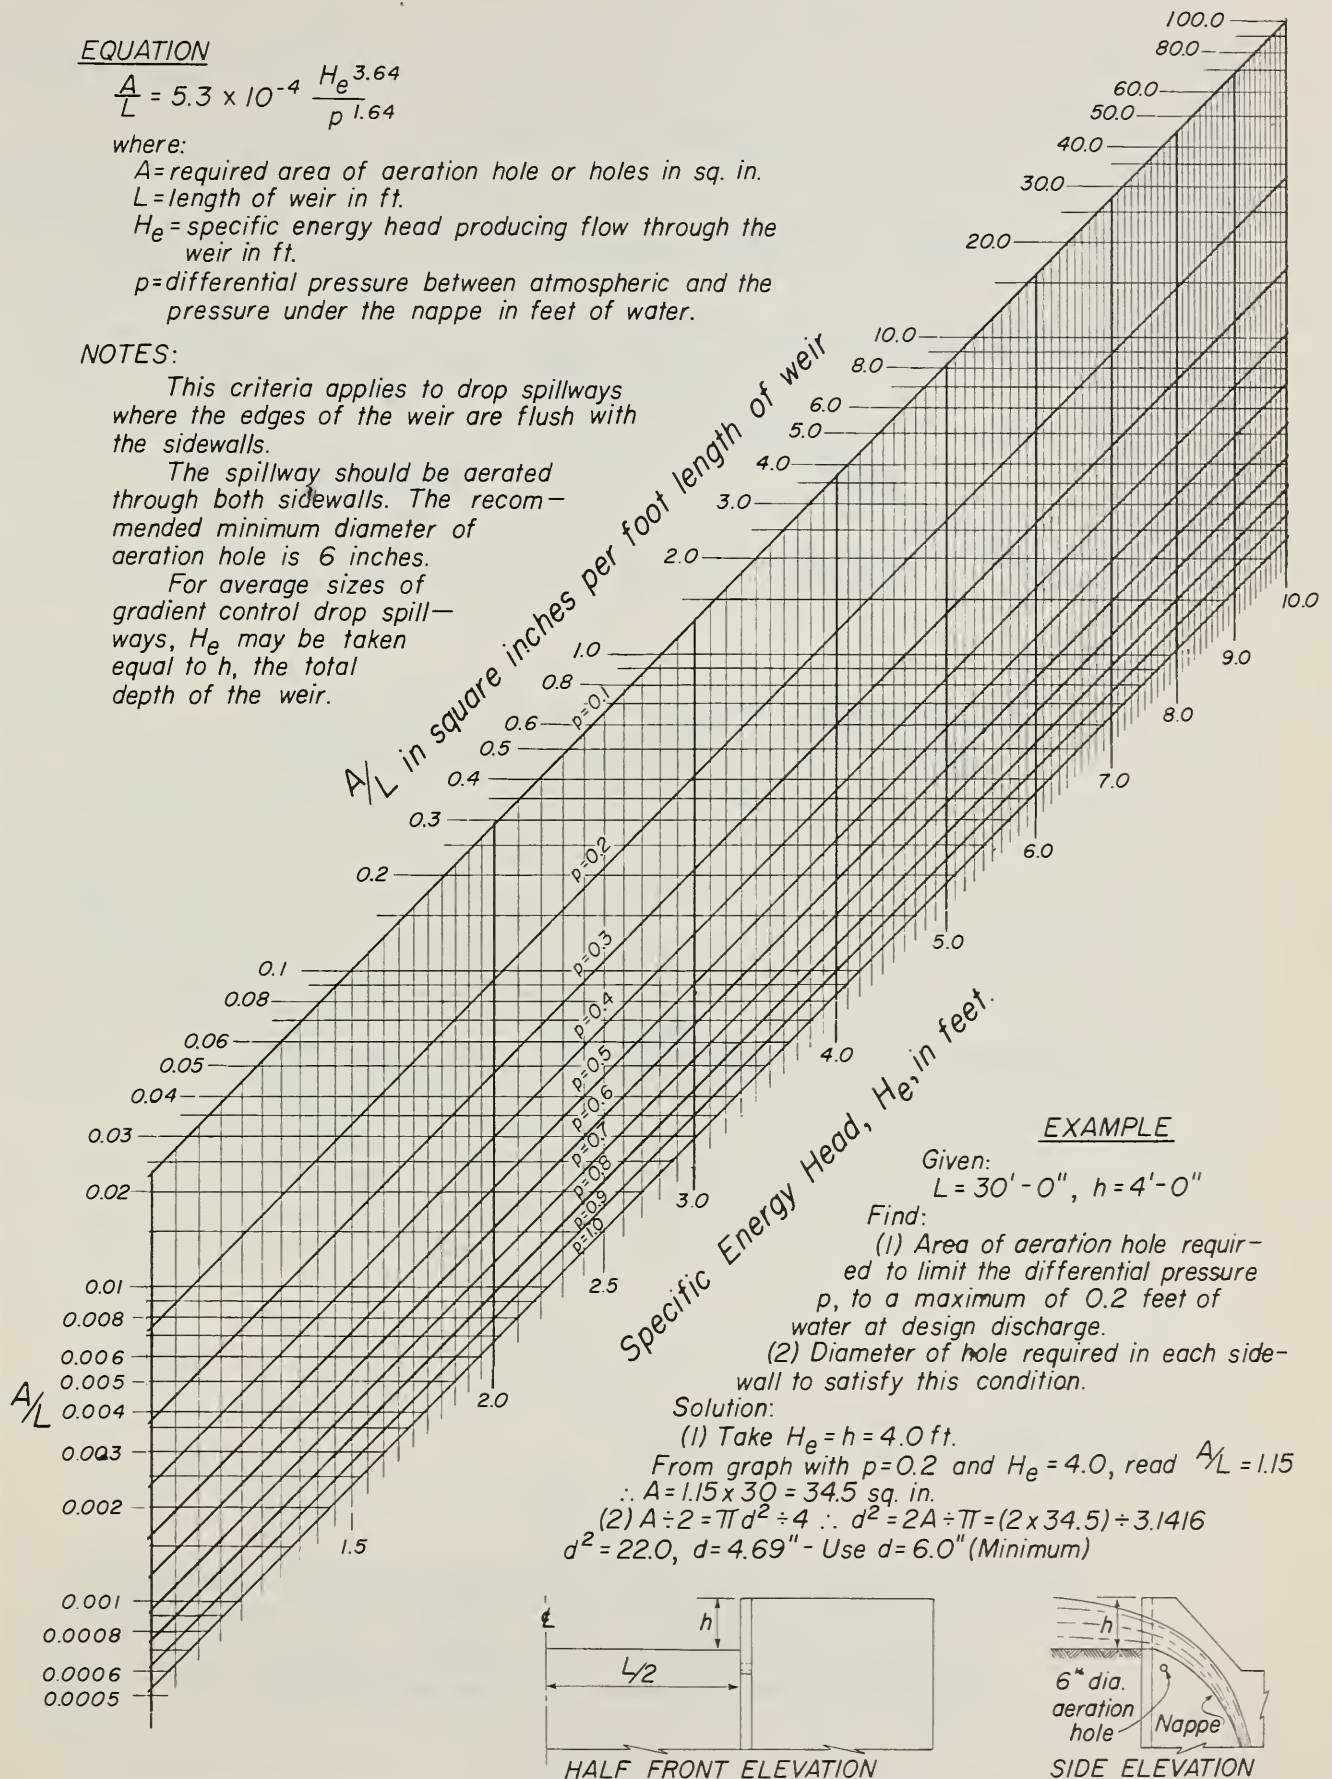 EQUATION
A/L = 5.3 x 10^-4 He^3.64 / p^1.64
where:
A=required area of aeration hole or holes in sq. in.
L=length of weir in ft.
He=specific energy head producing flow through the
weir in ft.
p=differential pressure between atmospheric and the
pressure under the nappe in feet of water.
NOTES:
This criteria applies to drop spillways
where the edges of the weir are flush with
the sidewalls.
The spillway should be aerated
through both sidewalls. The recom-
mended minimum diameter of
aeration hole is 6 inches.
For average sizes of
gradient control drop spill-
ways, He may be taken
equal to h, the total
depth of the weir.
A/L in square inches per foot length of weir
100.0
80.0
60.0
50.0
40.0
30.0
20.0
10.0
8.0
6.0
5.0
4.0
3.0
2.0
1.0
0.8
0.6
0.5
0.4
0.3
0.2
0.1
0.08
0.06
0.05
0.04
0.03
0.02
0.01
0.008
0.006
0.005
0.004
0.003
0.002
0.001
0.0008
0.0006
0.0005
A/L
p=0.1
p=0.2
p=0.3
p=0.4
p=0.5
p=0.6
p=0.7
p=0.8
p=0.9
p=1.0
1.5
2.0
2.5
3.0
4.0
5.0
6.0
7.0
8.0
9.0
10.0
Specific Energy Head, He, in feet.
EXAMPLE
Given:
L=30'-0", h=4'-0"
Find:
(1) Area of aeration hole requir-
ed to limit the differential pressure
p, to a maximum of 0.2 feet of
water at design discharge.
(2) Diameter of hole required in each side-
wall to satisfy this condition.
Solution:
(1) Take He=h=4.0 ft.
From graph with p=0.2 and He=4.0, read A/L=1.15
∴ A=1.15x30=34.5 sq. in.
(2) A÷2=πd²÷4 ∴ d²=2A÷π=(2x34.5)÷3.1416
d²=22.0, d=4.69"-Use d=6.0"(Minimum)
℄
h
L/2
HALF FRONT ELEVATION
h
6" dia.
aeration
hole
Nappe
SIDE ELEVATION